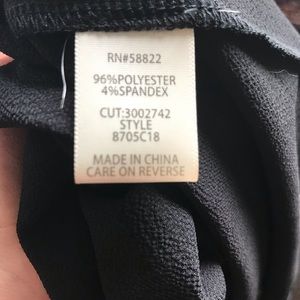 RN#58822
96%POLYESTER
4%SPANDEX
CUT:3002742
STYLE
8705C18
MADE IN CHINA
CARE ON REVERSE